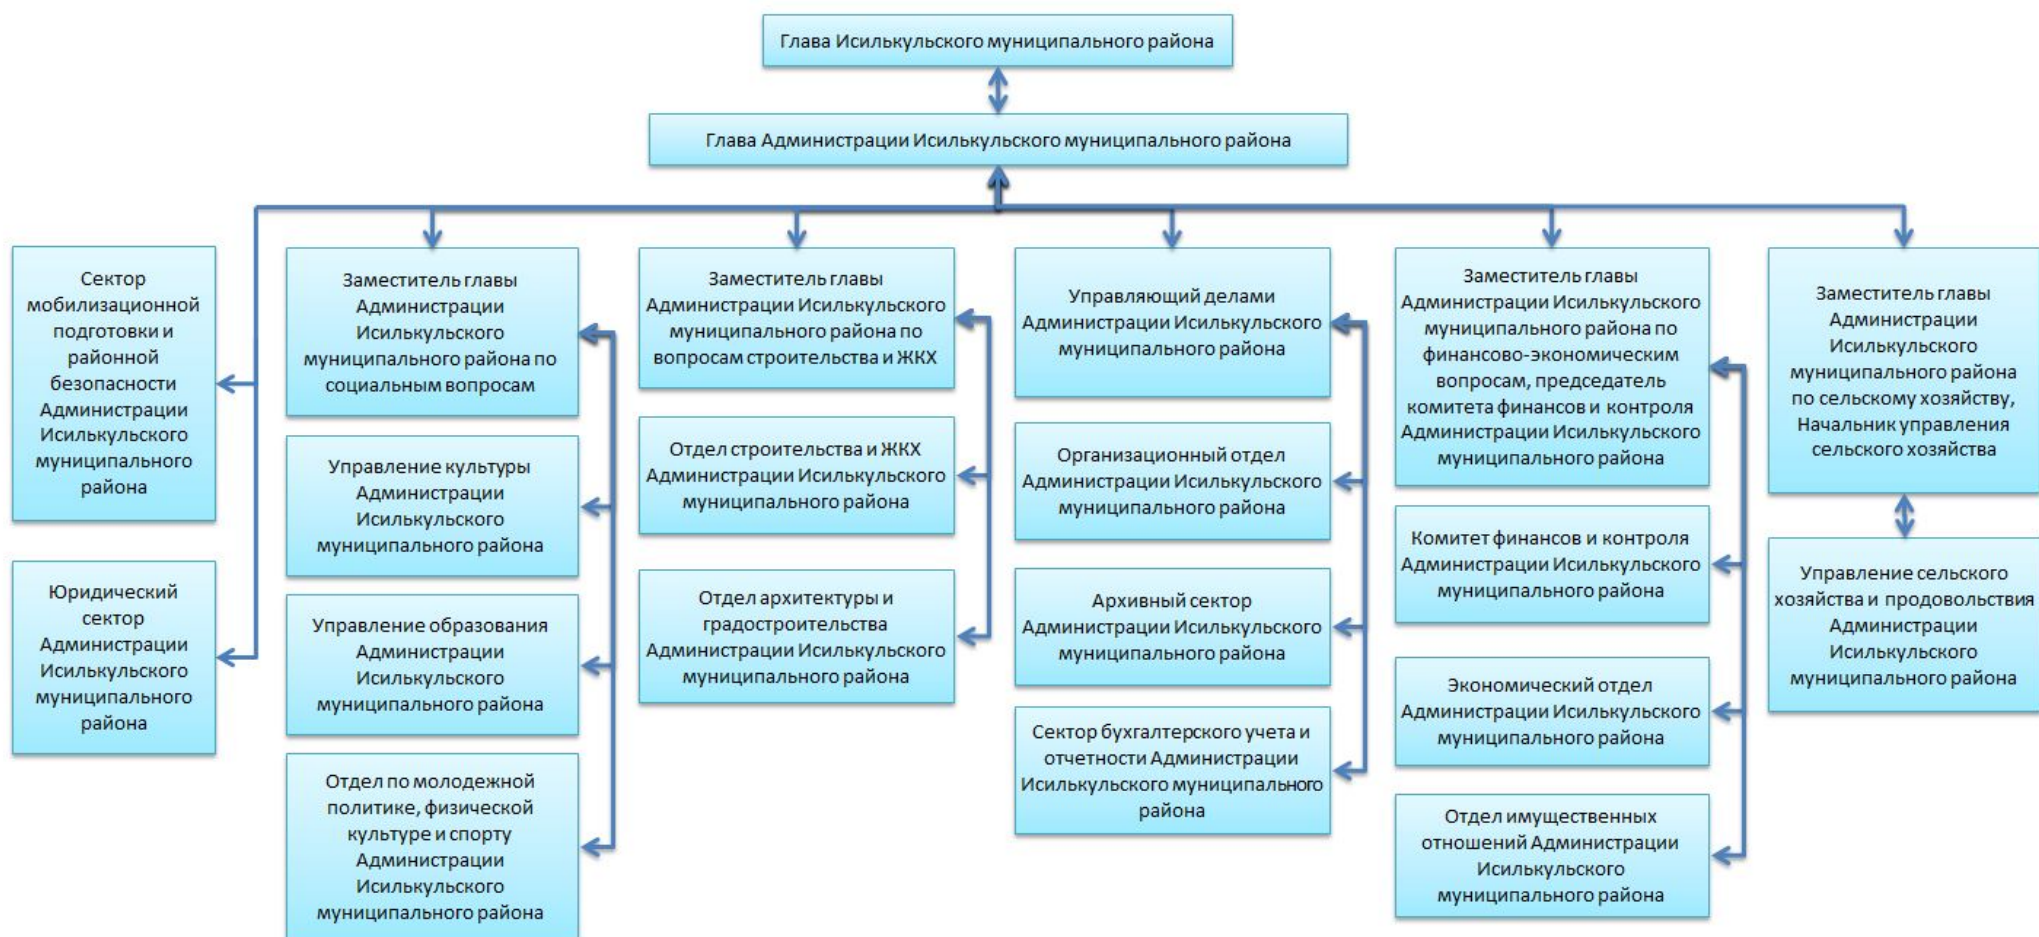 Глава Исилькульского муниципального района
Глава Администрации Исилькульского муниципального района
Сектор
мобилизационной
подготовки и
районной
безопасности
Администрации
Исилькульского
муниципального
района
Юридический
сектор
Администрации
Исилькульского
муниципального
района
Заместитель главы
Администрации
Исилькульского
муниципального района по
социальным вопросам
Управление культуры
Администрации
Исилькульского
муниципального района
Управление образования
Администрации
Исилькульского
муниципального района
Отдел по молодежной
политике, физической
культуре и спорту
Администрации
Исилькульского
муниципального района
Заместитель главы
Администрации Исилькульского
муниципального района по
вопросам строительства и ЖКХ
Отдел строительства и ЖКХ
Администрации Исилькульского
муниципального района
Отдел архитектуры и
градостроительства
Администрации Исилькульского
муниципального района
Управляющий делами
Администрации Исилькульского
муниципального района
Организационный отдел
Администрации Исилькульского
муниципального района
Архивный сектор
Администрации Исилькульского
муниципального района
Сектор бухгалтерского учета и
отчетности Администрации
Исилькульского муниципального
района
Заместитель главы
Администрации Исилькульского
муниципального района по
финансово-экономическим
вопросам, председатель
комитета финансов и контроля
Администрации Исилькульского
муниципального района
Комитет финансов и контроля
Администрации Исилькульского
муниципального района
Экономический отдел
Администрации Исилькульского
муниципального района
Отдел имущественных
отношений Администрации
Исилькульского
муниципального района
Заместитель главы
Администрации
Исилькульского
муниципального района
по сельскому хозяйству,
Начальник управления
сельского хозяйства
Управление сельского
хозяйства и продовольствия
Администрации
Исилькульского
муниципального района